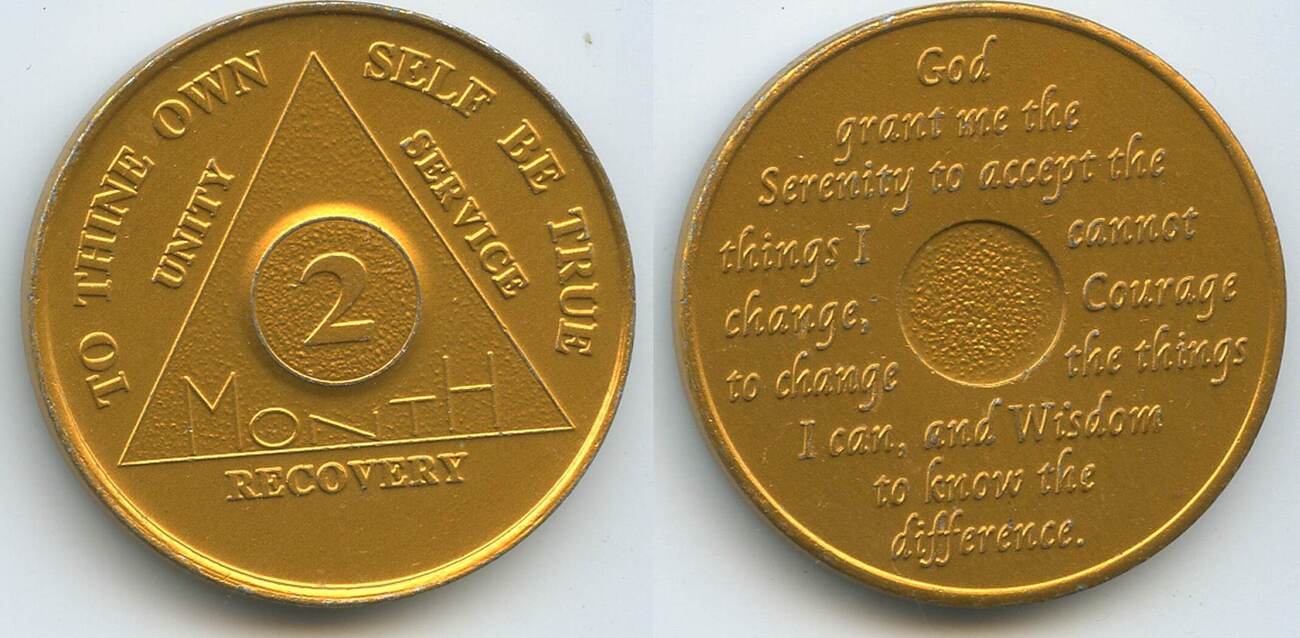 TO THINE OWN SELF BE TRUE
UNITY
SERVICE
2
MONTH
RECOVERY
God
grant me the
Serenity to accept the
things I cannot
change, Courage
to change the things
I can, and Wisdom
to know the
difference.